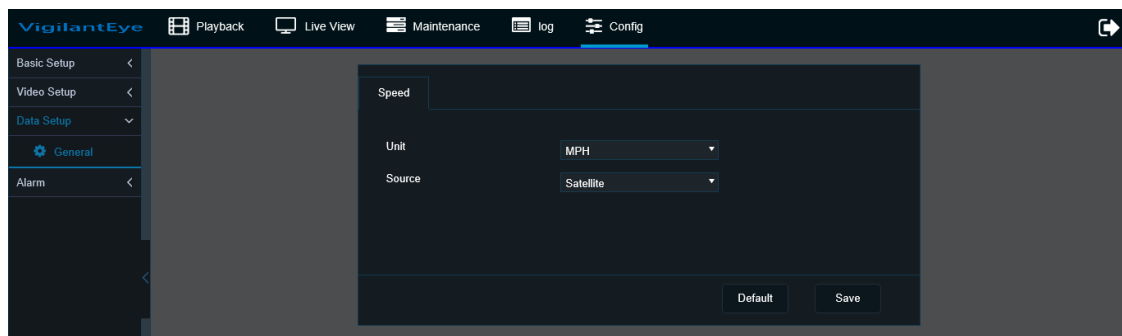 VigilantEye Playback Live View Maintenance log Config
Basic Setup
Video Setup
Data Setup
General
Alarm
Speed
Unit MPH
Source Satellite
Default Save